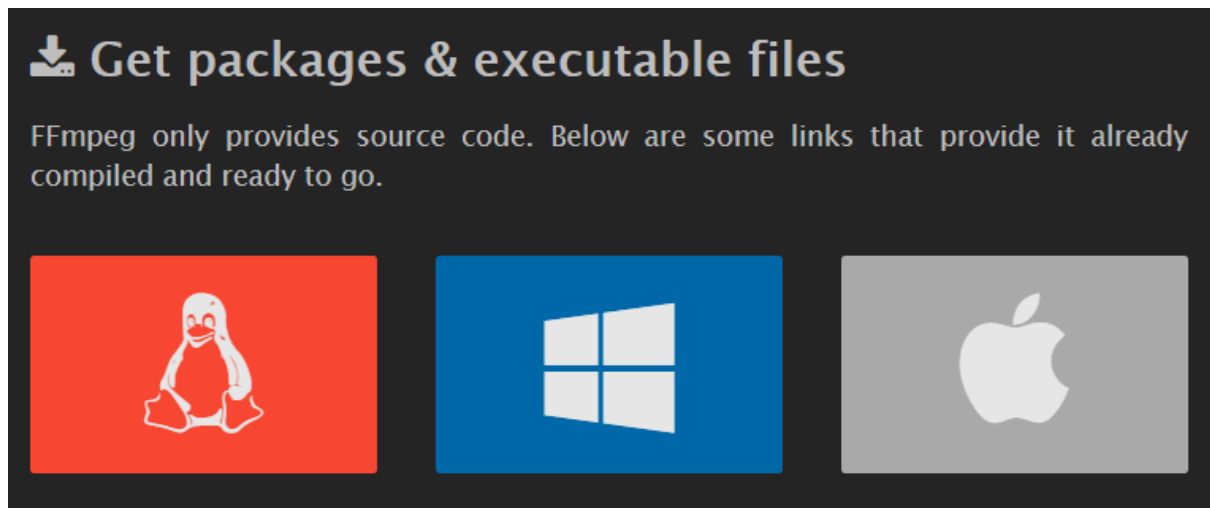 Get packages & executable files
FFmpeg only provides source code. Below are some links that provide it already
compiled and ready to go.